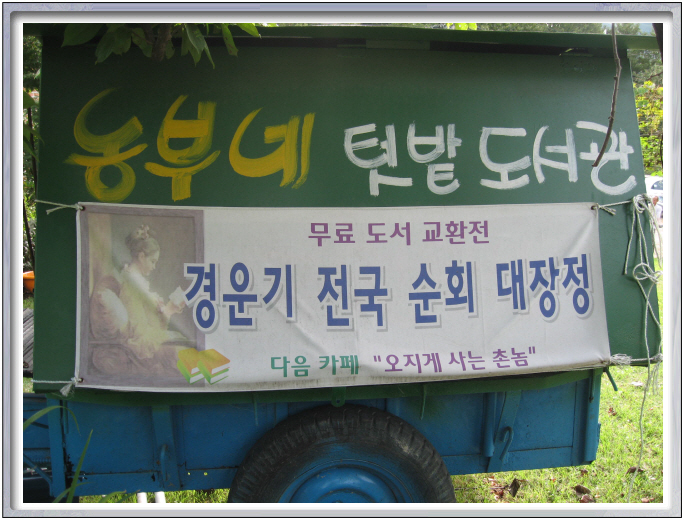 농부네 텃밭 도서관
무료 도서 교환전
경운기 전국 순회 대장정
다음 카페 "오지게 사는 촌놈"